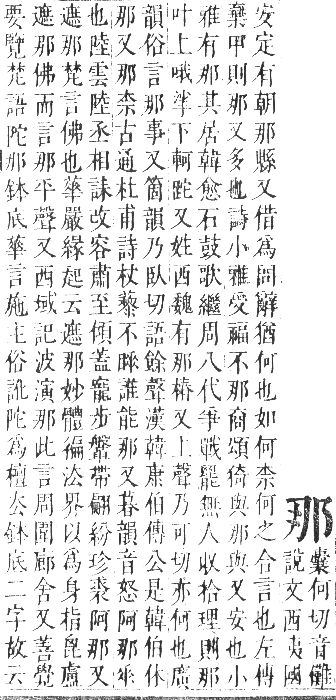 那
囊何切音儺
說文西夷國
安定有朝那縣又借爲問辭猶何也如何柰何之合言也左傳
棄甲則那又多也詩小雅受福不那商頌猗與那與又安也小
雅有那其居韓愈石鼓歌繼周八代爭戰罷無人收拾理則那
叶上哦下軻跎又姓西魏有那椿又上聲乃可切亦何也廣
韻俗言那事又箇韻乃臥切語餘聲漢韓康伯傳公是韓伯休
那又那柰古通杜甫詩杖藜不睬誰能那又暮韻音怒阿那
也陸雲陸丞相誄改容肅至傾蓋寵步鞶帶翩紛珍裘阿那又
遮那梵言佛也華嚴緣起云遮那妙體徧㳒界以爲身指毘盧
遮那佛而言那平聲又西域記波演那此言周圍廊舍又善覺
要覽梵語陀那鉢底華言施主俗訛陀爲檀去鉢底二字故云